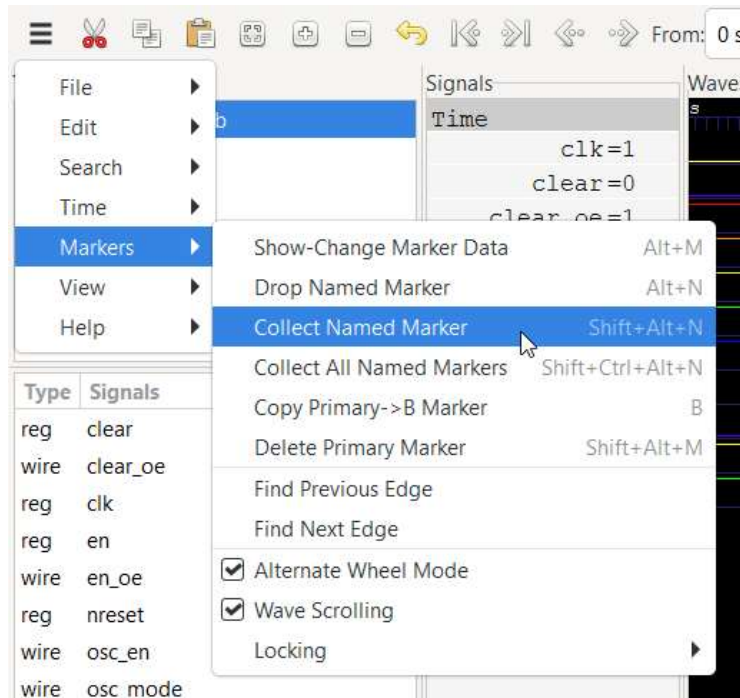 From: 0 s
File
Edit
Search
Time
Markers
View
Help
b
Signals
Time
clk=1
clear=0
clear_oe=1
Waves
s
Show-Change Marker Data Alt+M
Drop Named Marker Alt+N
Collect Named Marker Shift+Alt+N
Collect All Named Markers Shift+Ctrl+Alt+N
Copy Primary->B Marker B
Delete Primary Marker Shift+Alt+M
Find Previous Edge
Find Next Edge
Alternate Wheel Mode
Wave Scrolling
Locking
Type Signals
reg clear
wire clear_oe
reg clk
reg en
wire en_oe
reg nreset
wire osc_en
wire osc_mode